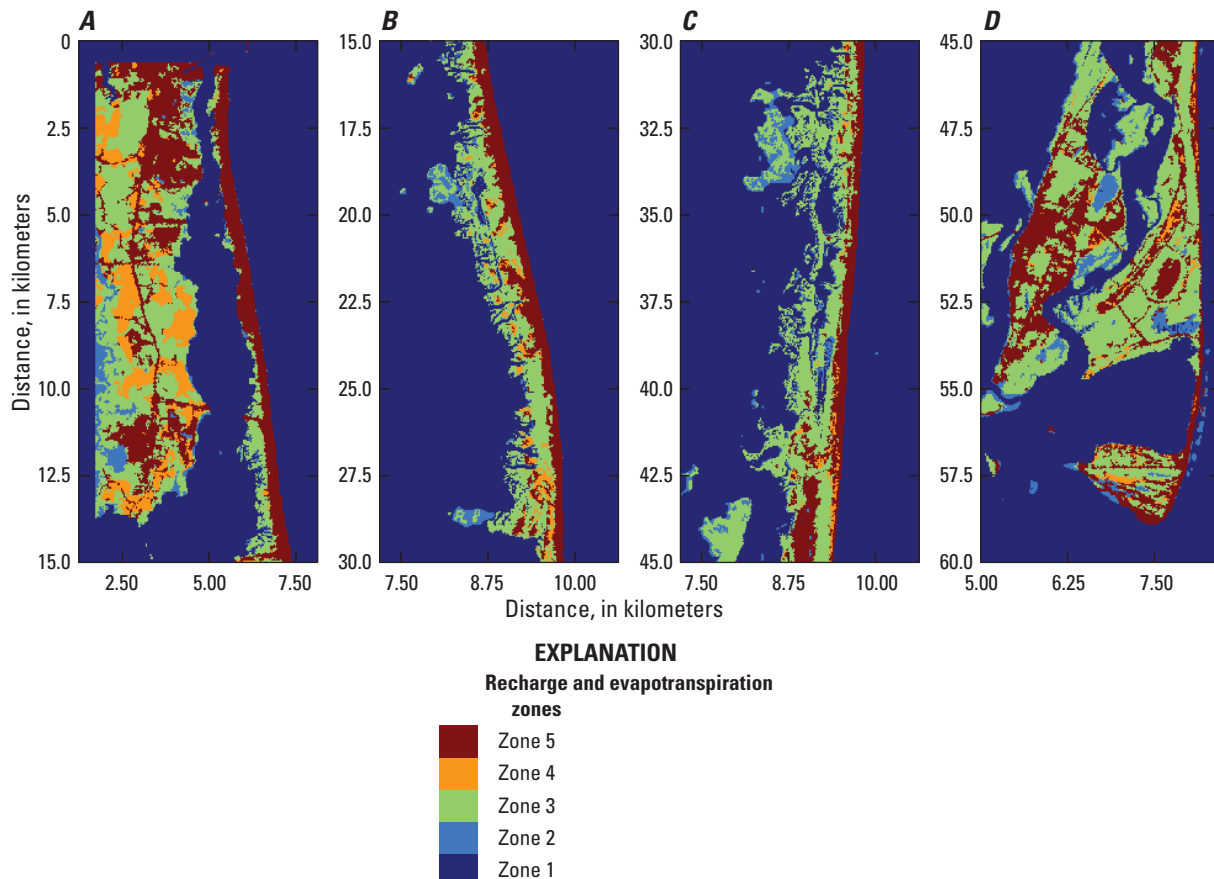 A
B
C
D
0
2.5
5.0
7.5
10.0
12.5
15.0
2.50 5.00 7.50
15.0
17.5
20.0
22.5
25.0
27.5
30.0
7.50 8.75 10.00
30.0
32.5
35.0
37.5
40.0
42.5
45.0
7.50 8.75 10.00
45.0
47.5
50.0
52.5
55.0
57.5
60.0
5.00 6.25 7.50
Distance, in kilometers
Distance, in kilometers
EXPLANATION
Recharge and evapotranspiration
zones
Zone 5
Zone 4
Zone 3
Zone 2
Zone 1